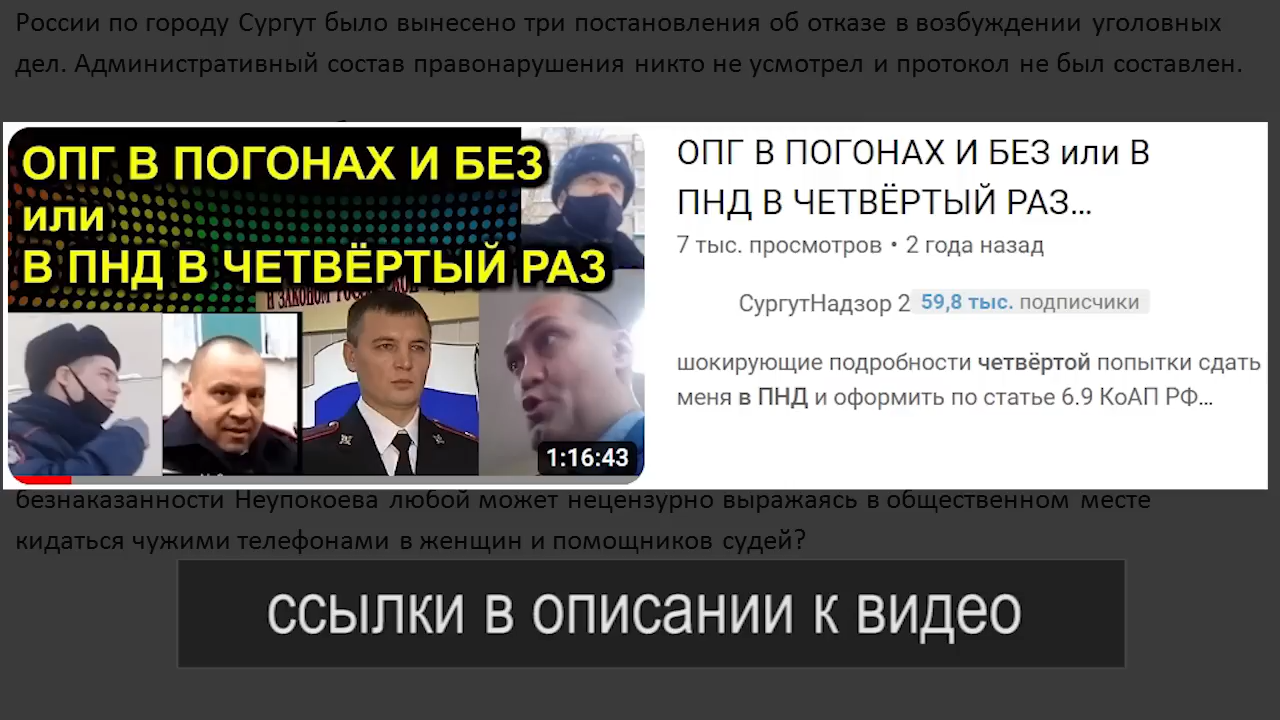 России по городу Сургут было вынесено три постановления об отказе в возбуждении уголовных
дел. Административный состав правонарушения никто не усмотрел и протокол не был составлен.
ОПГ В ПОГОНАХ И БЕЗ
или
В ПНД В ЧЕТВЁРТЫЙ РАЗ
1:16:43
ОПГ В ПОГОНАХ И БЕЗ или В
ПНД В ЧЕТВЁРТЫЙ РАЗ...
7 тыс. просмотров • 2 года назад
СургутНадзор 2 59,8 тыс. подписчики
шокирующие подробности четвёртой попытки сдать
меня в ПНД и оформить по статье 6.9 КоАП РФ...
безнаказанности Неупокоева любой может нецензурно выражаясь в общественном месте
кидаться чужими телефонами в женщин и помощников судей?
ссылки в описании к видео